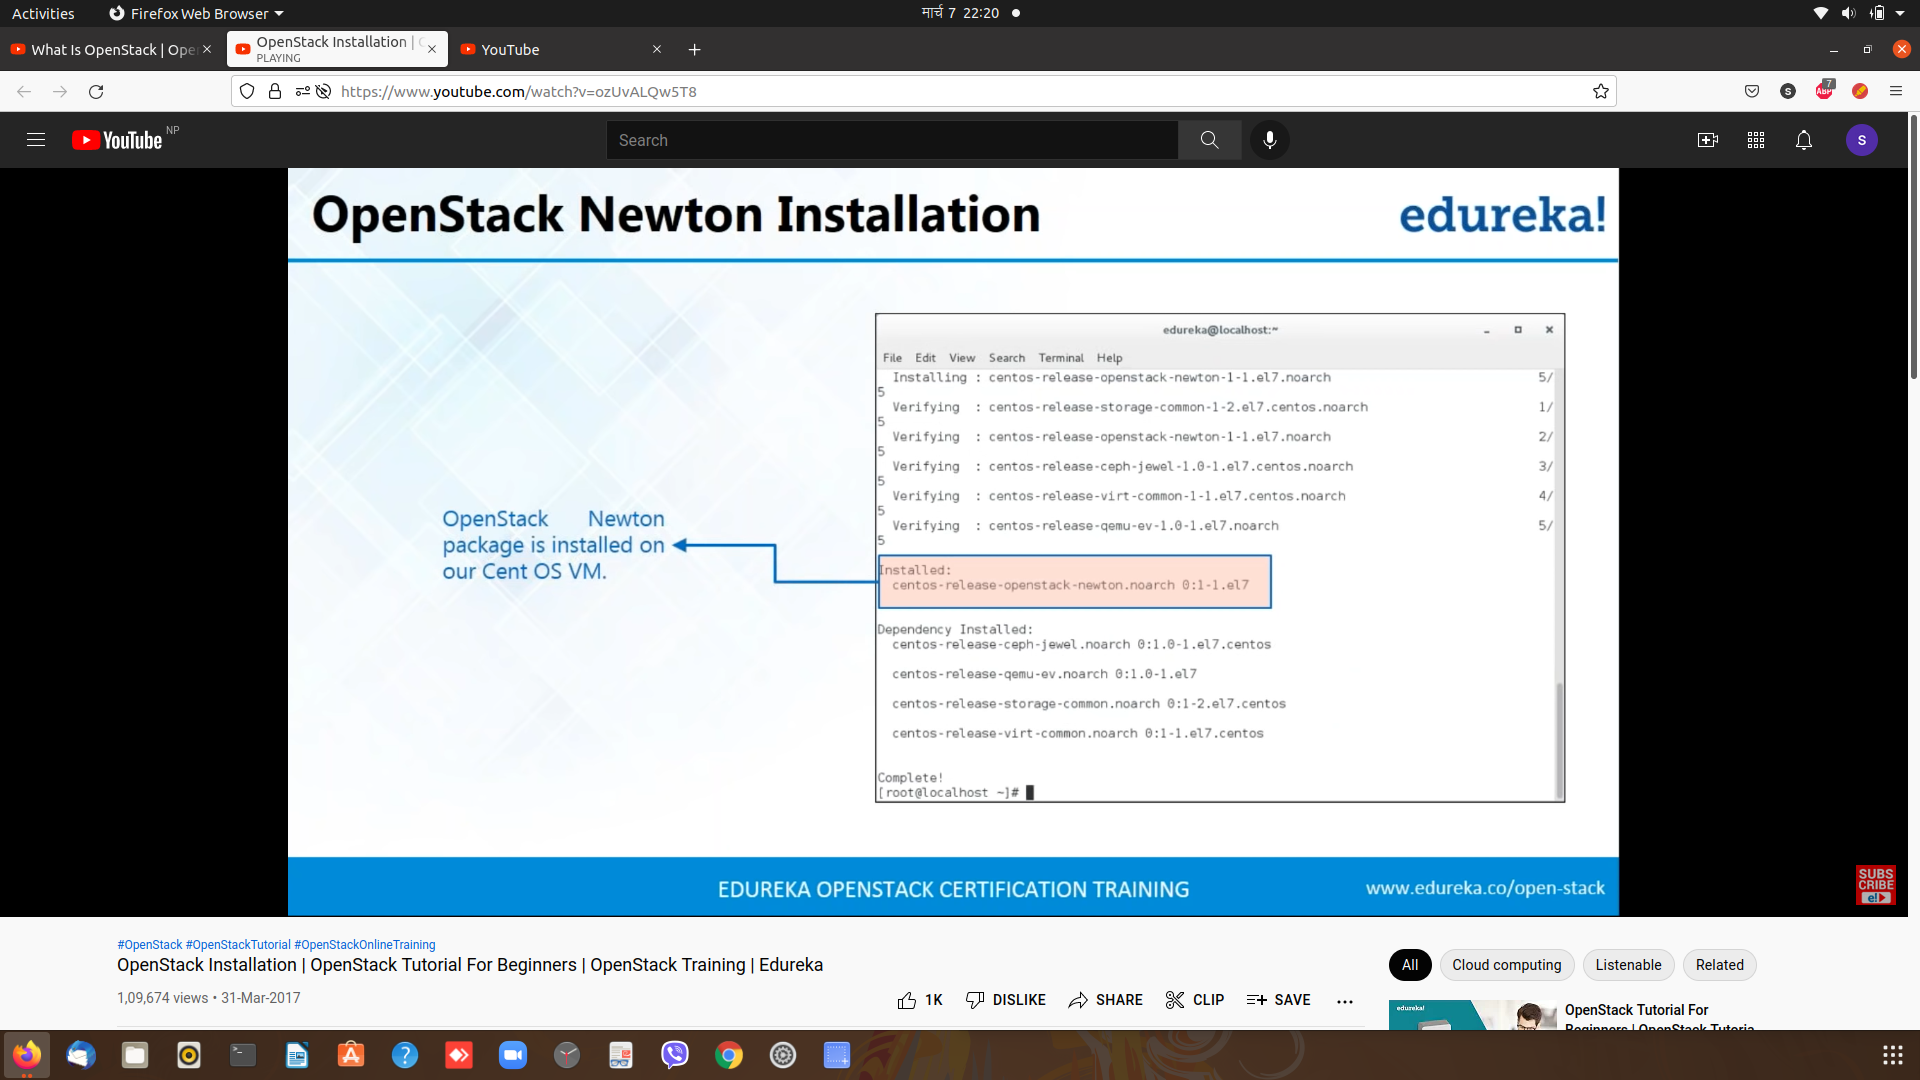 Activities
Firefox Web Browser
मार्च 7 22:20
What Is OpenStack | Ope
OpenStack Installation |
PLAYING
YouTube
https://www.youtube.com/watch?v=ozUvALQw5T8
S
ABP
7
YouTube NP
Search
S
OpenStack Newton Installation
edureka!
edureka@localhost:~
File Edit View Search Terminal Help
Installing : centos-release-openstack-newton-1-1.el7.noarch 5/
5
Verifying : centos-release-storage-common-1-2.el7.centos.noarch 1/
5
Verifying : centos-release-openstack-newton-1-1.el7.noarch 2/
5
Verifying : centos-release-ceph-jewel-1.0-1.el7.centos.noarch 3/
5
Verifying : centos-release-virt-common-1-1.el7.centos.noarch 4/
5
Verifying : centos-release-qemu-ev-1.0-1.el7.noarch 5/
5
Installed:
centos-release-openstack-newton.noarch 0:1-1.el7
Dependency Installed:
centos-release-ceph-jewel.noarch 0:1.0-1.el7.centos
centos-release-qemu-ev.noarch 0:1.0-1.el7
centos-release-storage-common.noarch 0:1-2.el7.centos
centos-release-virt-common.noarch 0:1-1.el7.centos
Complete!
[root@localhost ~]#
OpenStack Newton
package is installed on
our Cent OS VM.
EDUREKA OPENSTACK CERTIFICATION TRAINING
www.edureka.co/open-stack
SUBS
CRIBE
e!
#OpenStack #OpenStackTutorial #OpenStackOnlineTraining
OpenStack Installation | OpenStack Tutorial For Beginners | OpenStack Training | Edureka
1,09,674 views • 31-Mar-2017
1K
DISLIKE
SHARE
CLIP
SAVE
All
Cloud computing
Listenable
Related
edureka!
OpenStack Tutorial For
Beginners | OpenStack Tutoria